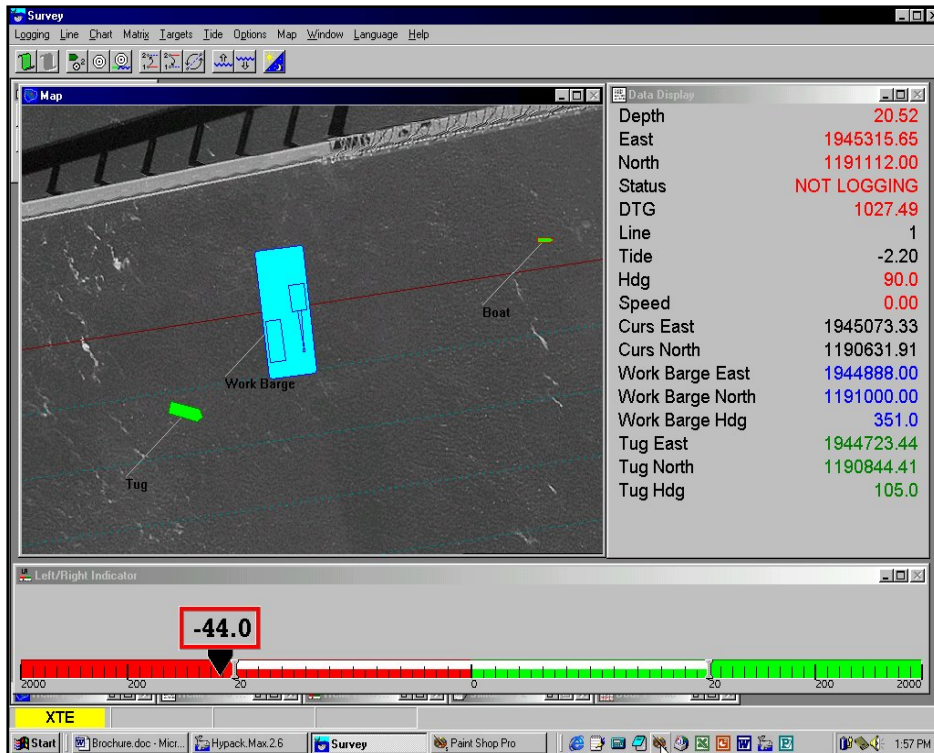 Survey
Logging Line Chart Matrix Targets Tide Options Map Window Language Help
Map
Boat
Work Barge
Tug
Data Display
Depth 20.52
East 1945315.65
North 1191112.00
Status NOT LOGGING
DTG 1027.49
Line 1
Tide -2.20
Hdg 90.0
Speed 0.00
Curs East 1945073.33
Curs North 1190631.91
Work Barge East 1944888.00
Work Barge North 1191000.00
Work Barge Hdg 351.0
Tug East 1944723.44
Tug North 1190844.41
Tug Hdg 105.0
Left/Right Indicator
-44.0
2000 200 20 0 20 200 2000
XTE
Start Brochure.doc - Micr... Hypack.Max.2.6 Survey Paint Shop Pro 1:57 PM